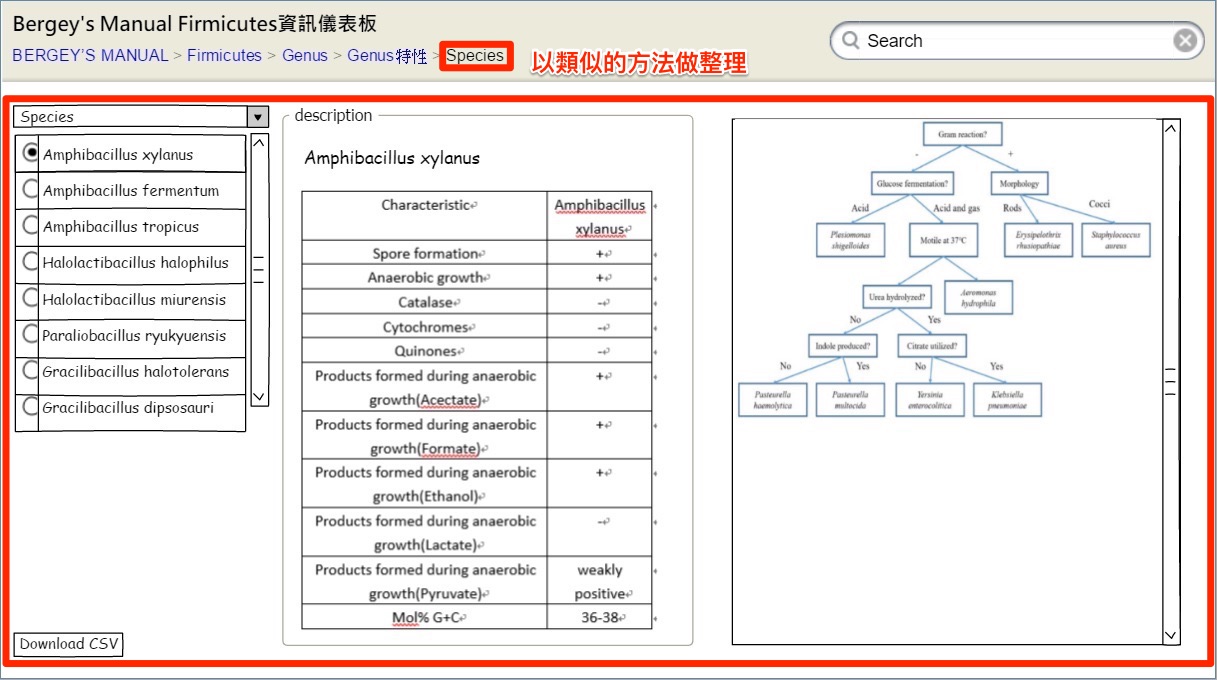 Bergey's Manual Firmicutes資訊儀表板
BERGEY'S MANUAL > Firmicutes > Genus > Genus特性 > Species
以類似的方法做整理
Search
Species
Amphibacillus xylanus
Amphibacillus fermentum
Amphibacillus tropicus
Halolactibacillus halophilus
Halolactibacillus miurensis
Paraliobacillus ryukyuensis
Gracilibacillus halotolerans
Gracilibacillus dipsosauri
Download CSV
description
Amphibacillus xylanus
Characteristic
Amphibacillus
xylanus
Spore formation +
Anaerobic growth +
Catalase -
Cytochromes -
Quinones -
Products formed during anaerobic +
growth(Acectate)
Products formed during anaerobic +
growth(Formate)
Products formed during anaerobic +
growth(Ethanol)
Products formed during anaerobic -
growth(Lactate)
Products formed during anaerobic weakly
growth(Pyruvate) positive
Mol% G+C 36-38
Gram reaction?
- +
Glucose fermentation? Morphology
Acid Acid and gas Rods Cocci
Plesiomonas
shigelloides
Motile at 37°C
Erysipelothrix
rhusiopathiae
Staphylococcus
aureus
Urea hydrolyzed?
Aeromonas
hydrophila
No Yes
Indole produced? Citrate utilized?
No Yes No Yes
Pasteurella
haemolytica
Pasteurella
multocida
Yersinia
enterocolitica
Klebsiella
pneumoniae